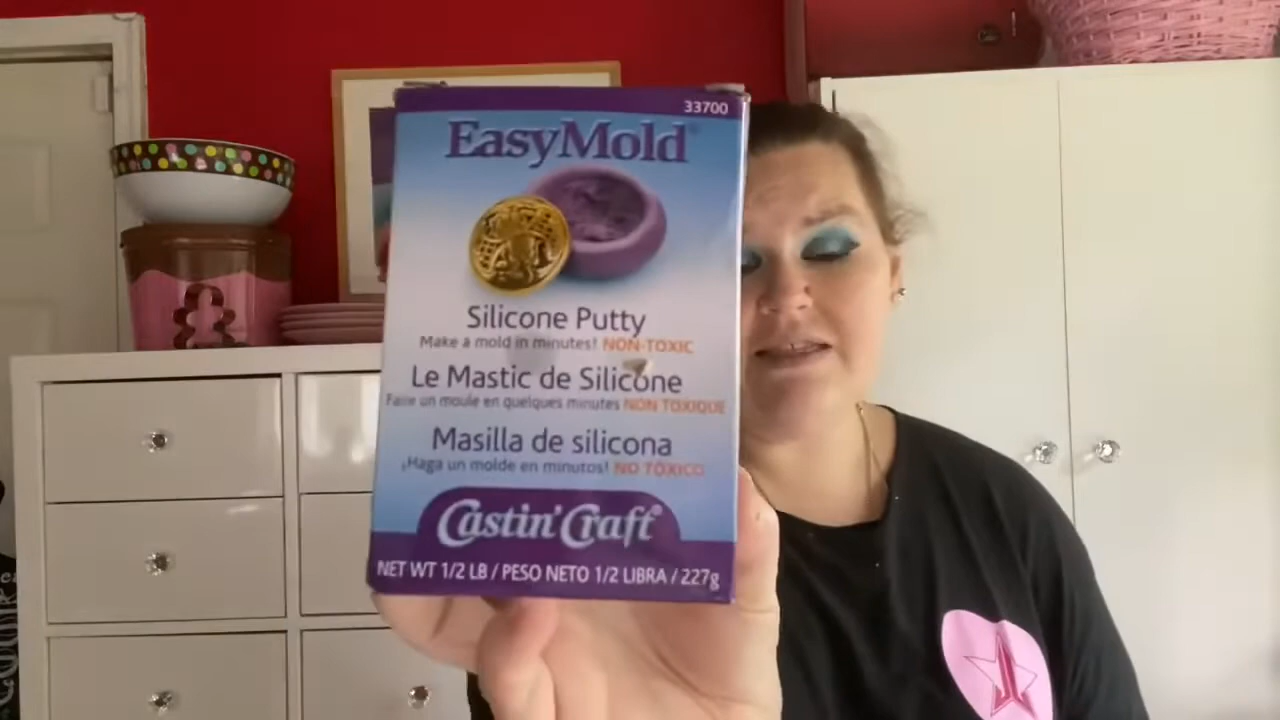 33700
EasyMold®
Silicone Putty
Make a mold in minutes! NON-TOXIC
Le Mastic de Silicone
Faire un moule en quelques minutes NON TOXIQUE
Masilla de silicona
¡Haga un molde en minutos! NO TÓXICO
Castin'Craft®
NET WT 1/2 LB / PESO NETO 1/2 LIBRA / 227g